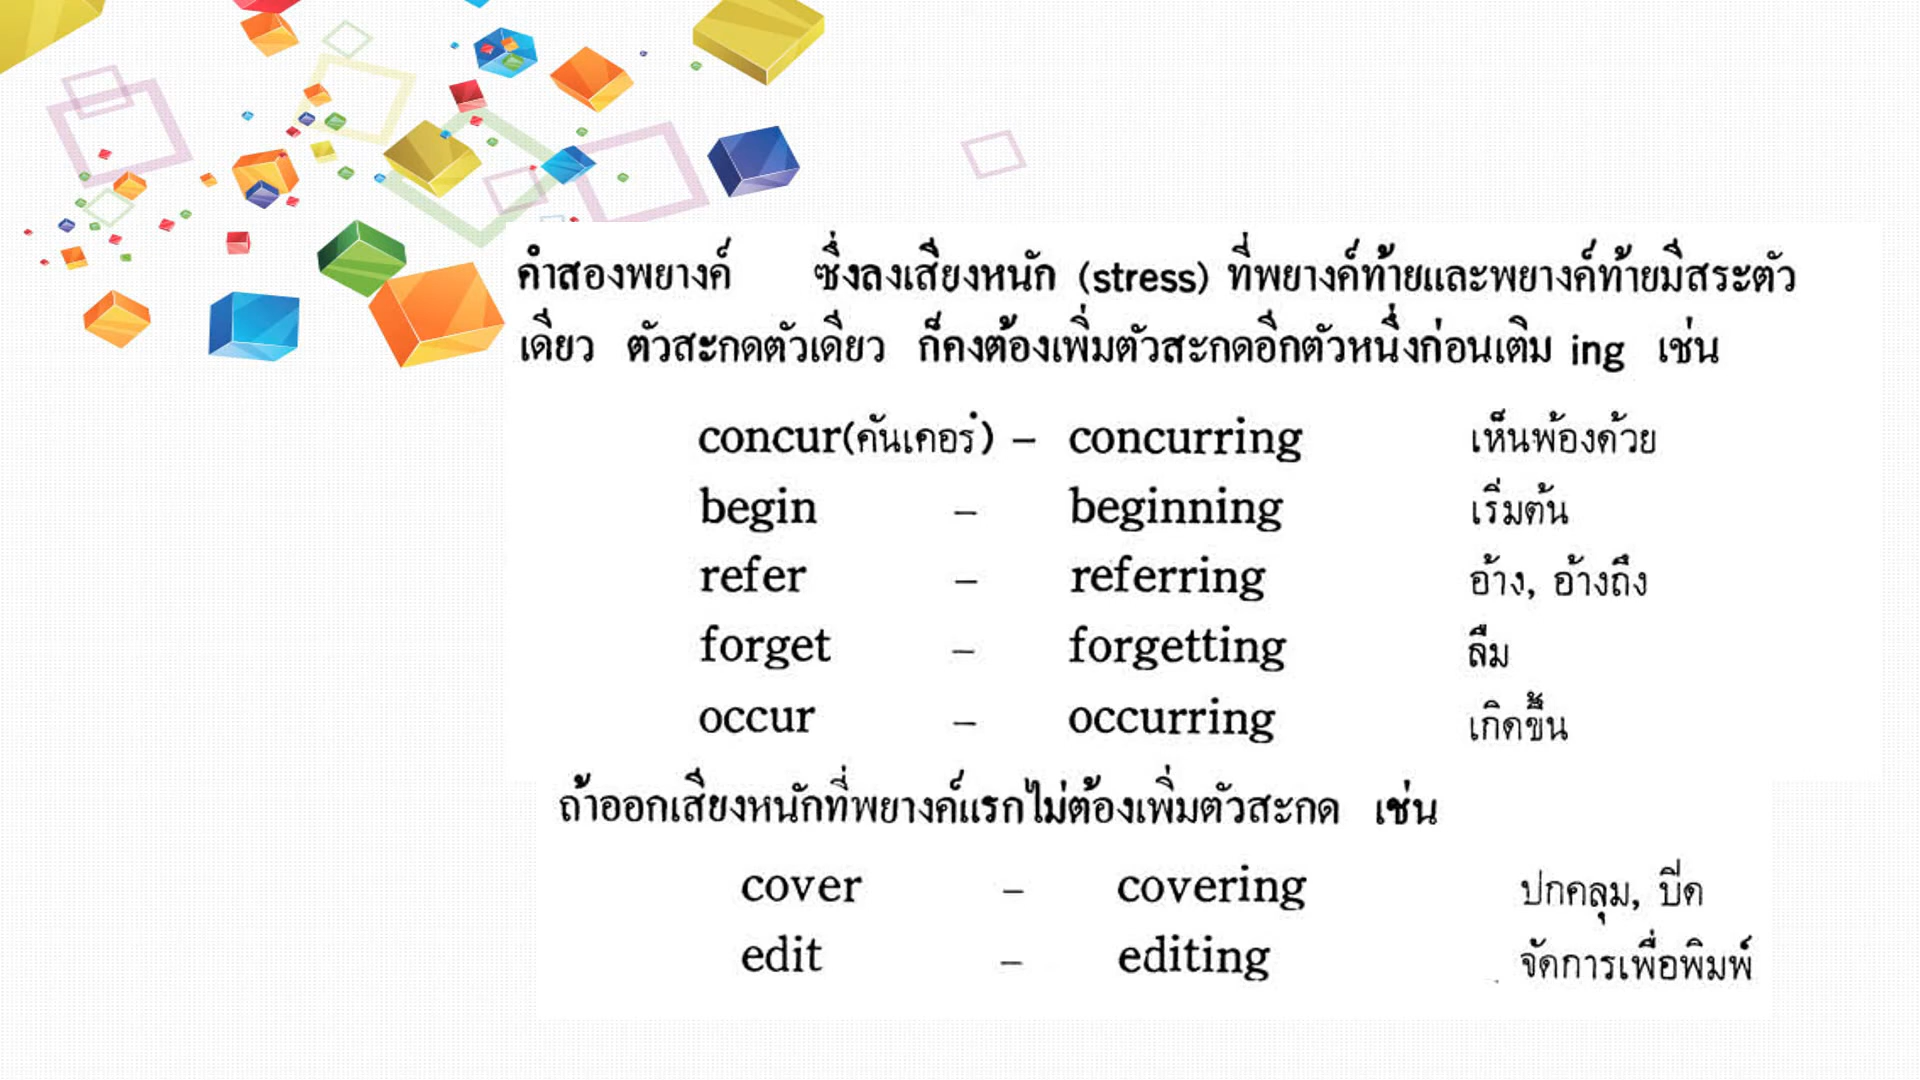 คำสองพยางค์ ซึ่งลงเสียงหนัก (stress) ที่พยางค์ท้ายและพยางค์ท้ายมีสระตัว
เดียว ตัวสะกดตัวเดียว ก็คงต้องเพิ่มตัวสะกดอีกตัวหนึ่งก่อนเติม ing เช่น
concur(คันเคอร์) – concurring เห็นพ้องด้วย
begin – beginning เริ่มต้น
refer – referring อ้าง, อ้างถึง
forget – forgetting ลืม
occur – occurring เกิดขึ้น
ถ้าออกเสียงหนักที่พยางค์แรกไม่ต้องเพิ่มตัวสะกด เช่น
cover – covering ปกคลุม, ปิด
edit – editing จัดการเพื่อพิมพ์